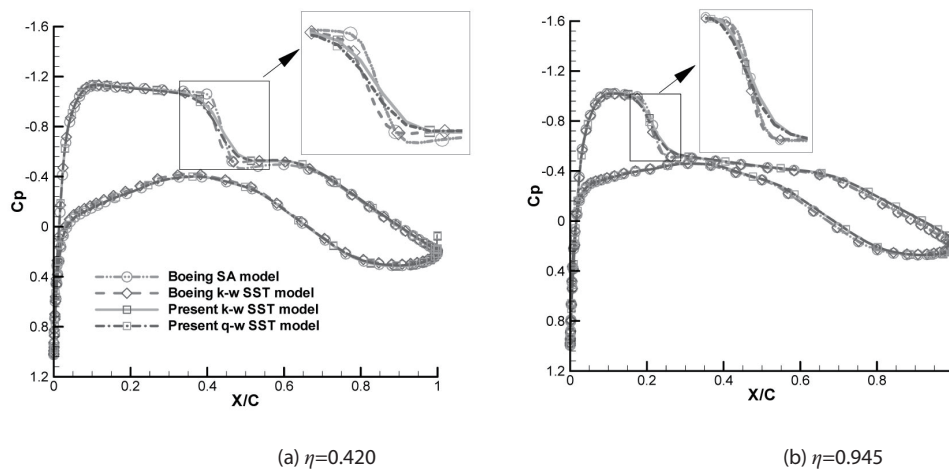 -1.6
-1.2
-0.8
-0.4
0
0.4
0.8
1.2
Cp
0
0.2
0.4
0.6
0.8
1
X/C
Boeing SA model
Boeing k-w SST model
Present k-w SST model
Present q-w SST model
(a) η=0.420
-1.6
-1.2
-0.8
-0.4
0
0.4
0.8
1.2
Cp
0
0.2
0.4
0.6
0.8
X/C
(b) η=0.945